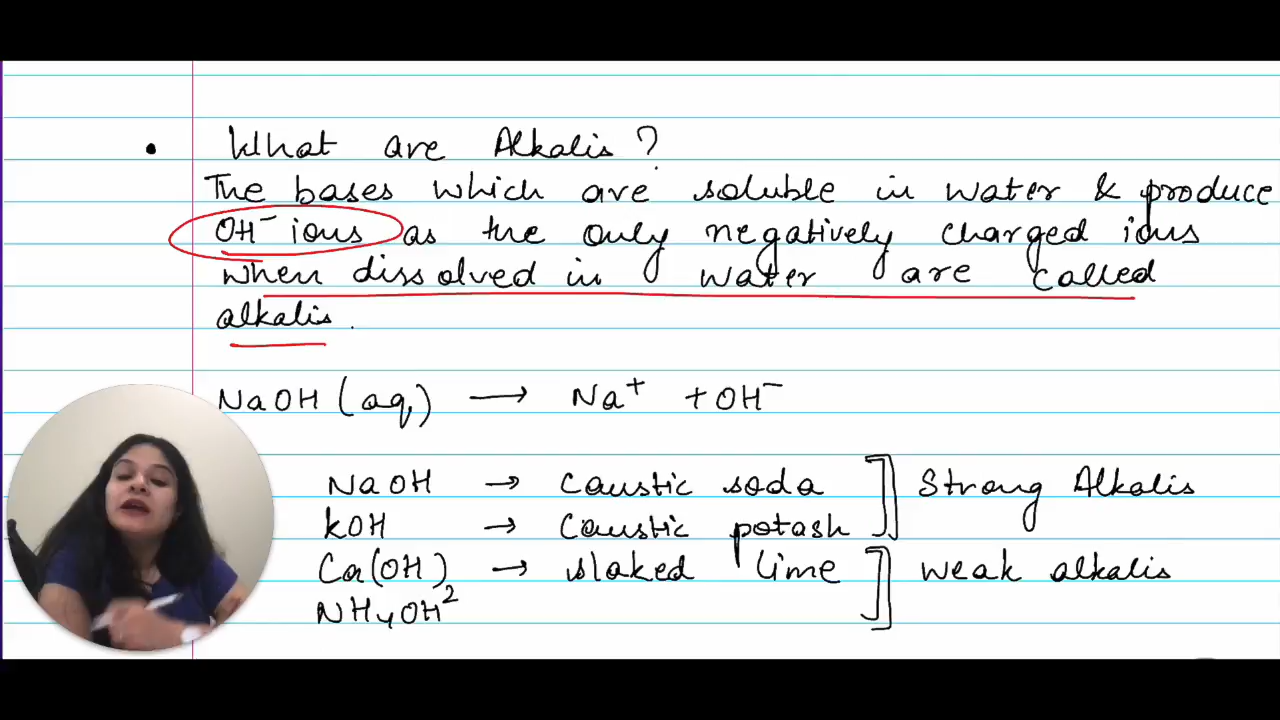 • What are Alkalis?
The bases which are soluble in water & produce
OH⁻ ions as the only negatively charged ions
when dissolved in water are called
alkalis.
NaOH (aq) → Na⁺ + OH⁻
NaOH → Caustic soda ] Strong Alkalis
KOH → Caustic potash
Ca(OH)₂ → slaked lime ] weak alkalis
NH₄OH